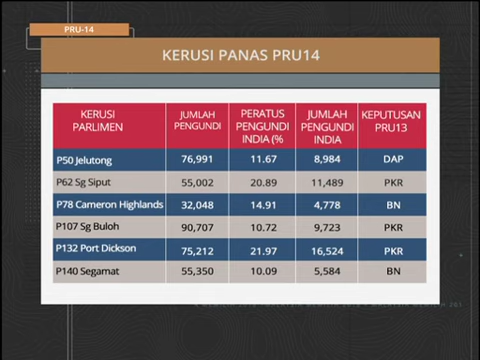 PRU-14
KERUSI PANAS PRU14
KERUSI PARLIMEN JUMLAH PENGUNDI PERATUS PENGUNDI INDIA (% JUMLAH PENGUNDI INDIA KEPUTUSAN PRU13
P50 Jelutong 76,991 11.67 8,984 DAP
P62 Sg Siput 55,002 20.89 11,489 PKR
P78 Cameron Highlands 32,048 14.91 4,778 BN
P107 Sg Buloh 90,707 10.72 9,723 PKR
P132 Port Dickson 75,212 21.97 16,524 PKR
P140 Segamat 55,350 10.09 5,584 BN